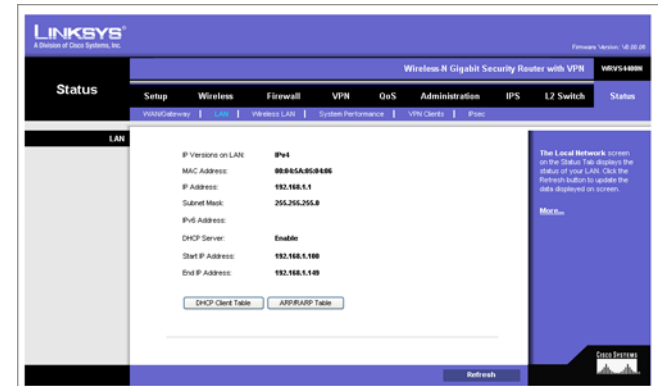 LINKSYS®
A Division of Cisco Systems, Inc.
Firmware Version: V0.00.08
Wireless-N Gigabit Security Router with VPN WRVS4400N
Status
Setup Wireless Firewall VPN QoS Administration IPS L2 Switch Status
WAN/Gateway | LAN | Wireless LAN | System Performance | VPN Clients | IPsec
LAN
IP Versions on LAN: IPv4
MAC Address: 00:04:5A:05:04:06
IP Address: 192.168.1.1
Subnet Mask: 255.255.255.0
IPv6 Address:
DHCP Server: Enable
Start IP Address: 192.168.1.100
End IP Address: 192.168.1.149
DHCP Client Table ARP/RARP Table
The Local Network screen
on the Status Tab displays the
status of your LAN. Click the
Refresh button to update the
data displayed on screen.
More...
Refresh
CISCO SYSTEMS